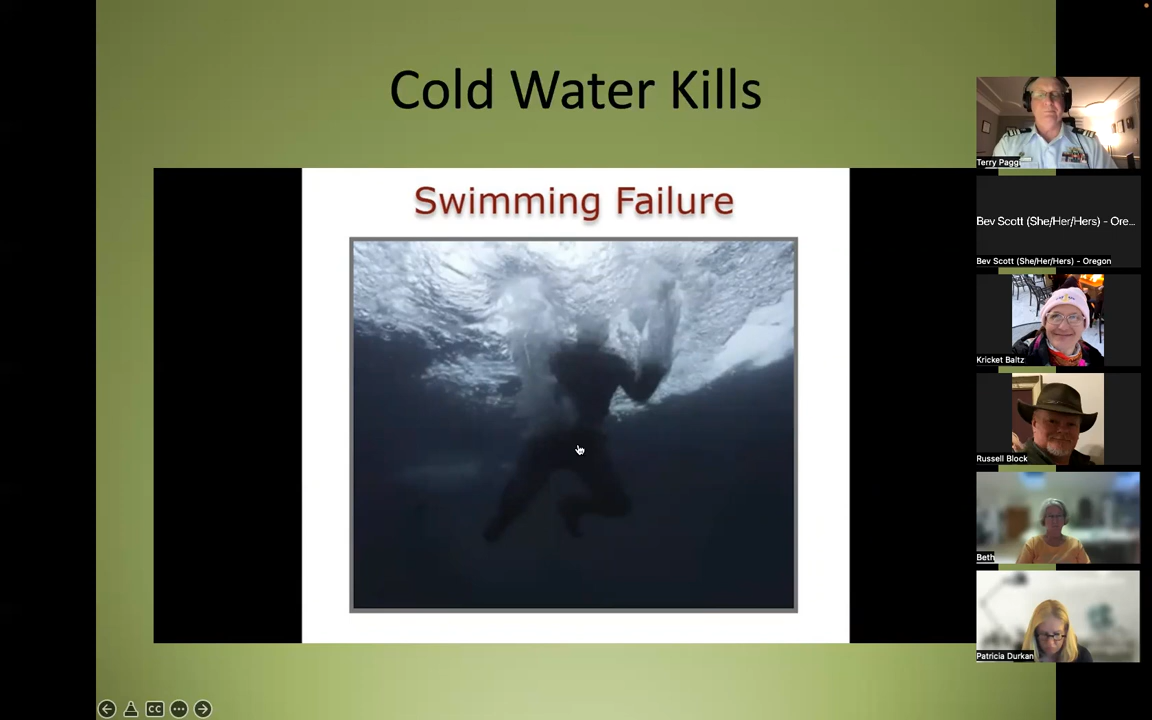 Cold Water Kills
Swimming Failure
Terry Paggi
Bev Scott (She/Her/Hers) - Ore...
Bev Scott (She/Her/Hers) - Oregon
Kricket Baltz
Russell Block
Beth
Patricia Durkan
CC